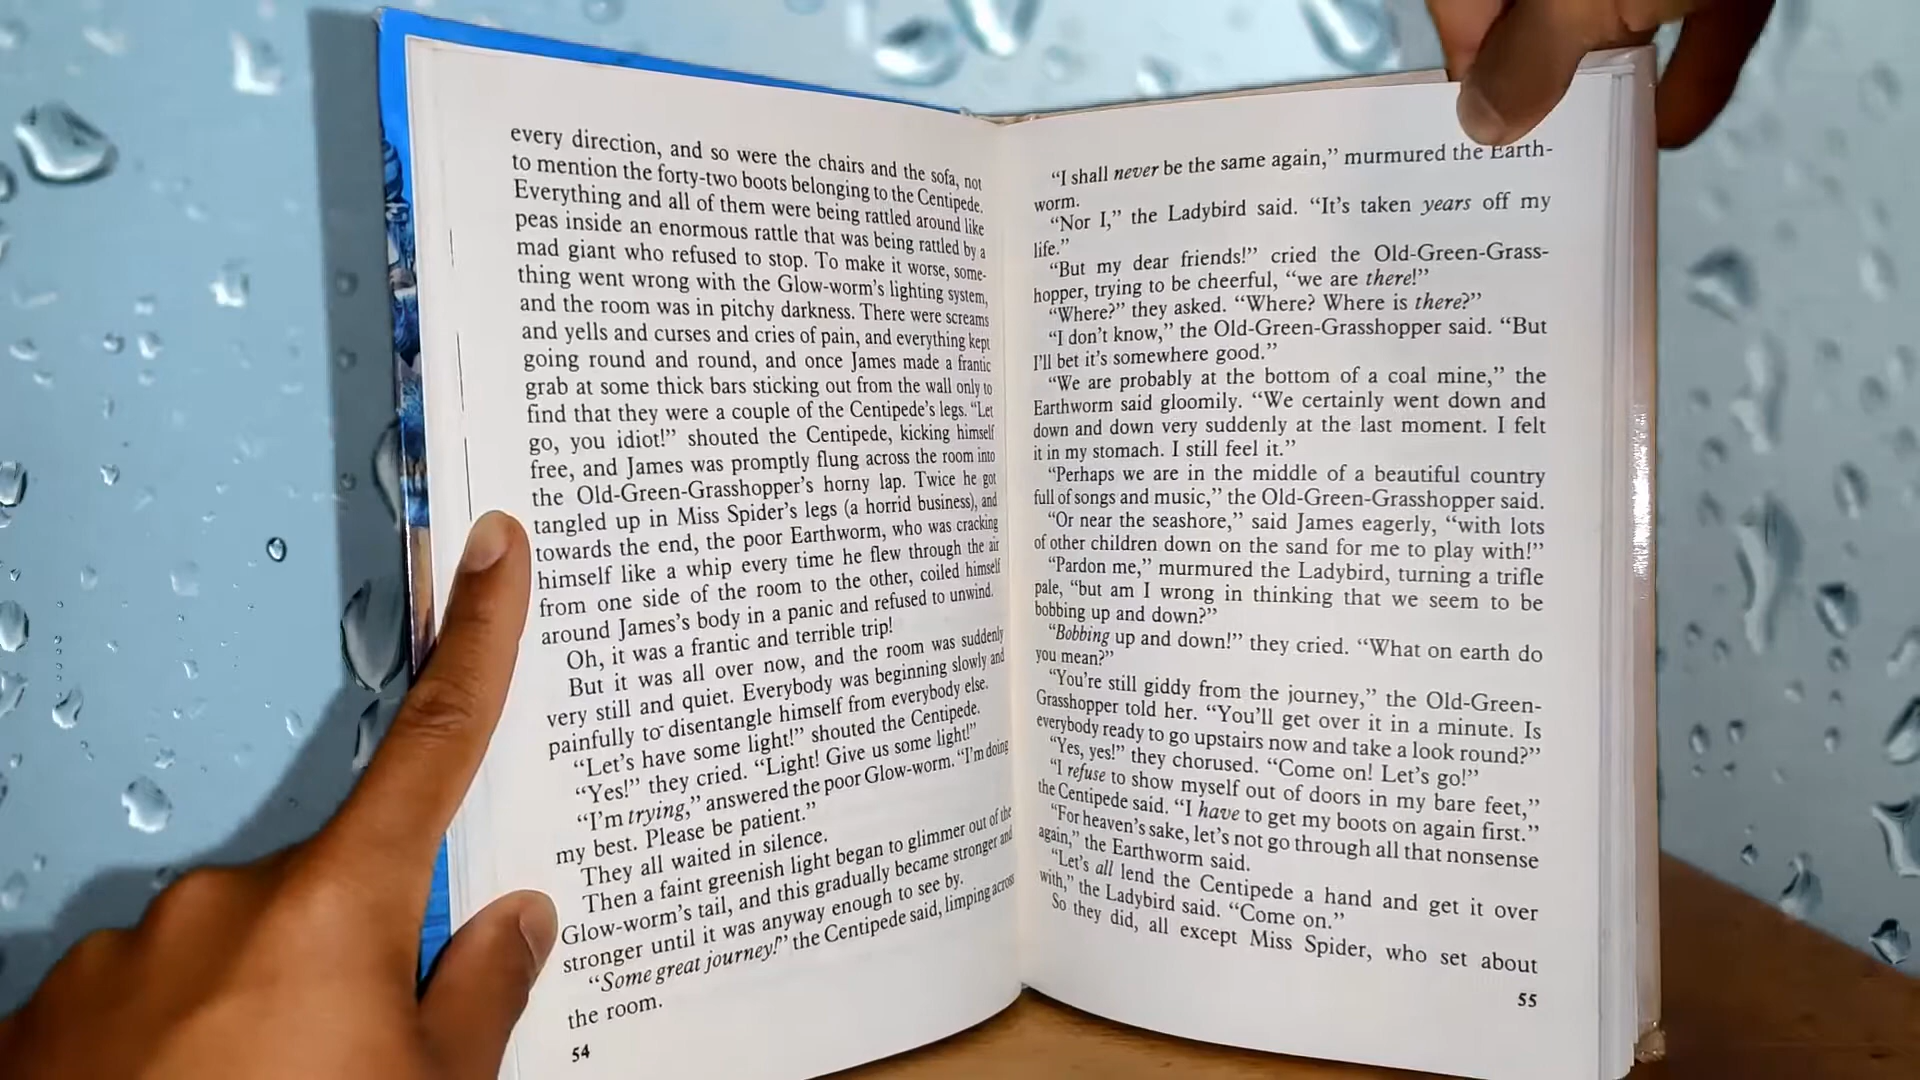 every direction, and so were the chairs and the sofa, not
to mention the forty-two boots belonging to the Centipede.
Everything and all of them were being rattled around like
peas inside an enormous rattle that was being rattled by a
mad giant who refused to stop. To make it worse, some-
thing went wrong with the Glow-worm’s lighting system,
and the room was in pitchy darkness. There were screams
and yells and curses and cries of pain, and everything kept
going round and round, and once James made a frantic
grab at some thick bars sticking out from the wall only to
find that they were a couple of the Centipede’s legs. “Let
go, you idiot!” shouted the Centipede, kicking himself
free, and James was promptly flung across the room into
the Old-Green-Grasshopper’s horny lap. Twice he got
tangled up in Miss Spider’s legs (a horrid business), and
towards the end, the poor Earthworm, who was cracking
himself like a whip every time he flew through the air
from one side of the room to the other, coiled himself
around James’s body in a panic and refused to unwind.
Oh, it was a frantic and terrible trip!
But it was all over now, and the room was suddenly
very still and quiet. Everybody was beginning slowly and
painfully to disentangle himself from everybody else.
“Let’s have some light!” shouted the Centipede.
“Yes!” they cried. “Light! Give us some light!”
“I’m trying,” answered the poor Glow-worm. “I’m doing
my best. Please be patient.”
They all waited in silence.
Then a faint greenish light began to glimmer out of the
Glow-worm’s tail, and this gradually became stronger and
stronger until it was anyway enough to see by.
“Some great journey!” the Centipede said, limping across
the room.
54
“I shall never be the same again,” murmured the Earth-
worm.
“Nor I,” the Ladybird said. “It’s taken years off my
life.”
“But my dear friends!” cried the Old-Green-Grass-
hopper, trying to be cheerful, “we are there!”
“Where?” they asked. “Where? Where is there?”
“I don’t know,” the Old-Green-Grasshopper said. “But
I’ll bet it’s somewhere good.”
“We are probably at the bottom of a coal mine,” the
Earthworm said gloomily. “We certainly went down and
down and down very suddenly at the last moment. I felt
it in my stomach. I still feel it.”
“Perhaps we are in the middle of a beautiful country
full of songs and music,” the Old-Green-Grasshopper said.
“Or near the seashore,” said James eagerly, “with lots
of other children down on the sand for me to play with!”
“Pardon me,” murmured the Ladybird, turning a trifle
pale, “but am I wrong in thinking that we seem to be
bobbing up and down?”
“Bobbing up and down!” they cried. “What on earth do
you mean?”
“You’re still giddy from the journey,” the Old-Green-
Grasshopper told her. “You’ll get over it in a minute. Is
everybody ready to go upstairs now and take a look round?”
“Yes, yes!” they chorused. “Come on! Let’s go!”
“I refuse to show myself out of doors in my bare feet,”
the Centipede said. “I have to get my boots on again first.”
“For heaven’s sake, let’s not go through all that nonsense
again,” the Earthworm said.
“Let’s all lend the Centipede a hand and get it over
with,” the Ladybird said. “Come on.”
So they did, all except Miss Spider, who set about
55